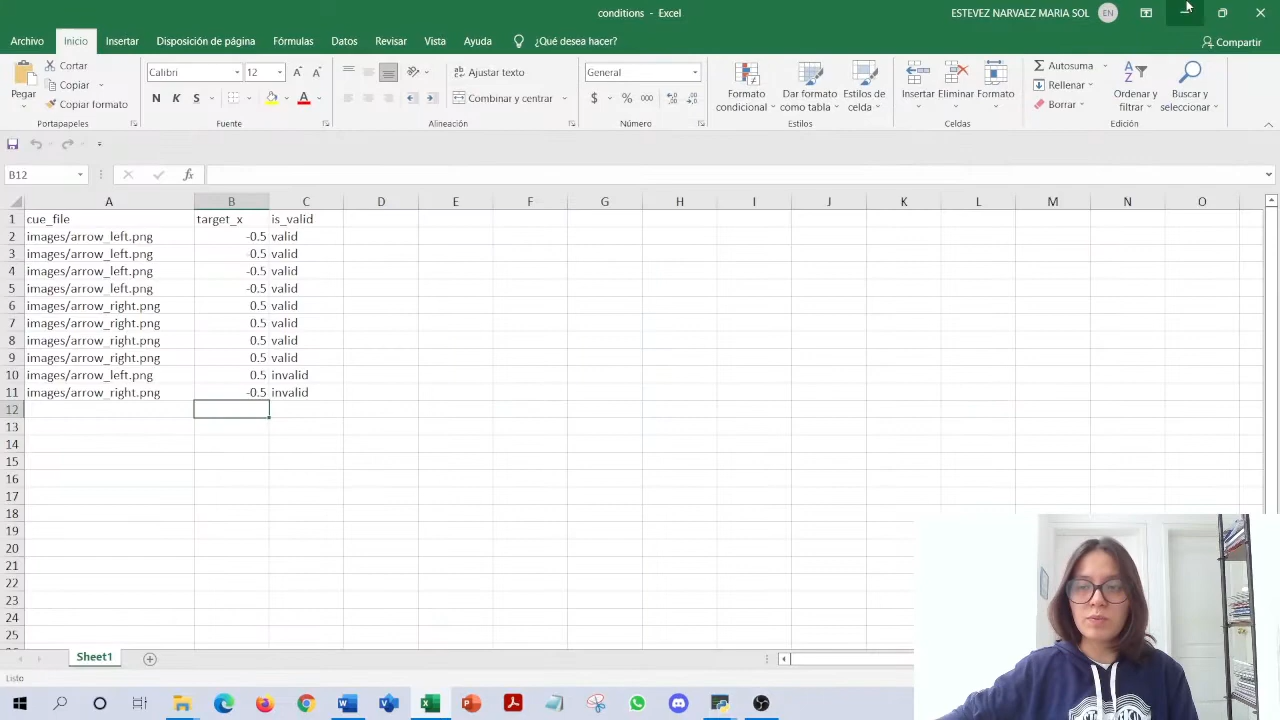 conditions - Excel
ESTEVEZ NARVAEZ MARIA SOL EN
Archivo Inicio Insertar Disposición de página Fórmulas Datos Revisar Vista Ayuda ¿Qué desea hacer? Compartir
Pegar
Cortar
Copiar
Copiar formato
Portapapeles
Calibri 12
N K S
Fuente
Ajustar texto
Combinar y centrar
Alineación
General
$ % 000
Número
Formato condicional
Dar formato como tabla
Estilos de celda
Estilos
Insertar Eliminar Formato
Celdas
Autosuma
Rellenar
Borrar
Ordenar y filtrar
Buscar y seleccionar
Edición
B12 fx
A B C D E F G H I J K L M N O
1 cue_file target_x is_valid
2 images/arrow_left.png -0.5 valid
3 images/arrow_left.png -0.5 valid
4 images/arrow_left.png -0.5 valid
5 images/arrow_left.png -0.5 valid
6 images/arrow_right.png 0.5 valid
7 images/arrow_right.png 0.5 valid
8 images/arrow_right.png 0.5 valid
9 images/arrow_right.png 0.5 valid
10 images/arrow_left.png 0.5 invalid
11 images/arrow_right.png -0.5 invalid
12
13
14
15
16
17
18
19
20
21
22
23
24
25
Sheet1
Listo